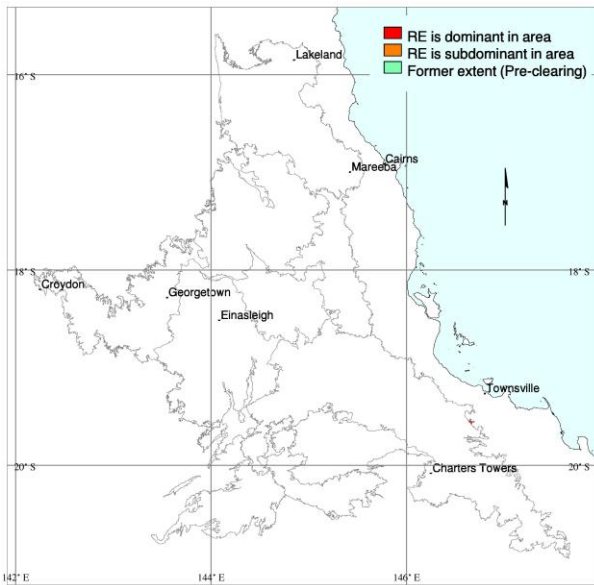 RE is dominant in area
RE is subdominant in area
Former extent (Pre-clearing)
Lakeland
16° S
Cairns
Mareeba
N
18° S
18° S
Croydon
Georgetown
Einasleigh
Townsville
20° S
20° S
Charters Towers
142° E
144° E
146° E